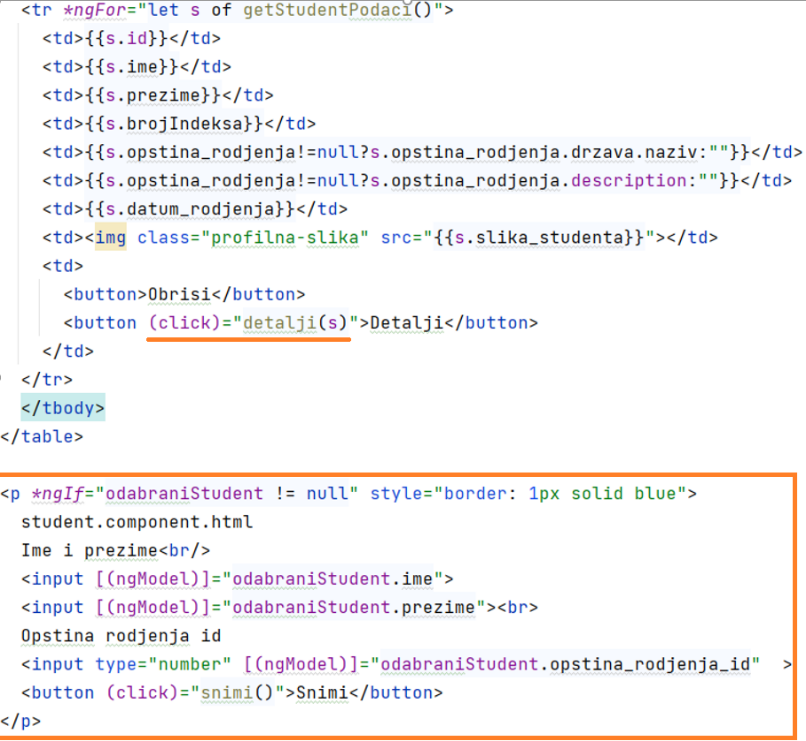 <tr *ngFor="let s of getStudentPodaci()">
<td>{{s.id}}</td>
<td>{{s.ime}}</td>
<td>{{s.prezime}}</td>
<td>{{s.brojIndeksa}}</td>
<td>{{s.opstina_rodjenja!=null?s.opstina_rodjenja.drzava.naziv:""}}</td>
<td>{{s.opstina_rodjenja!=null?s.opstina_rodjenja.description:""}}</td>
<td>{{s.datum_rodjenja}}</td>
<td><img class="profilna-slika" src="{{s.slika_studenta}}"></td>
<td>
<button>Obrisi</button>
<button (click)="detalji(s)">Detalji</button>
</td>
</tr>
</tbody>
</table>
<p *ngIf="odabraniStudent != null" style="border: 1px solid blue">
student.component.html
Ime i prezime<br/>
<input [(ngModel)]="odabraniStudent.ime">
<input [(ngModel)]="odabraniStudent.prezime"><br>
Opstina rodjenja id
<input type="number" [(ngModel)]="odabraniStudent.opstina_rodjenja_id"  >
<button (click)="snimi()">Snimi</button>
</p>